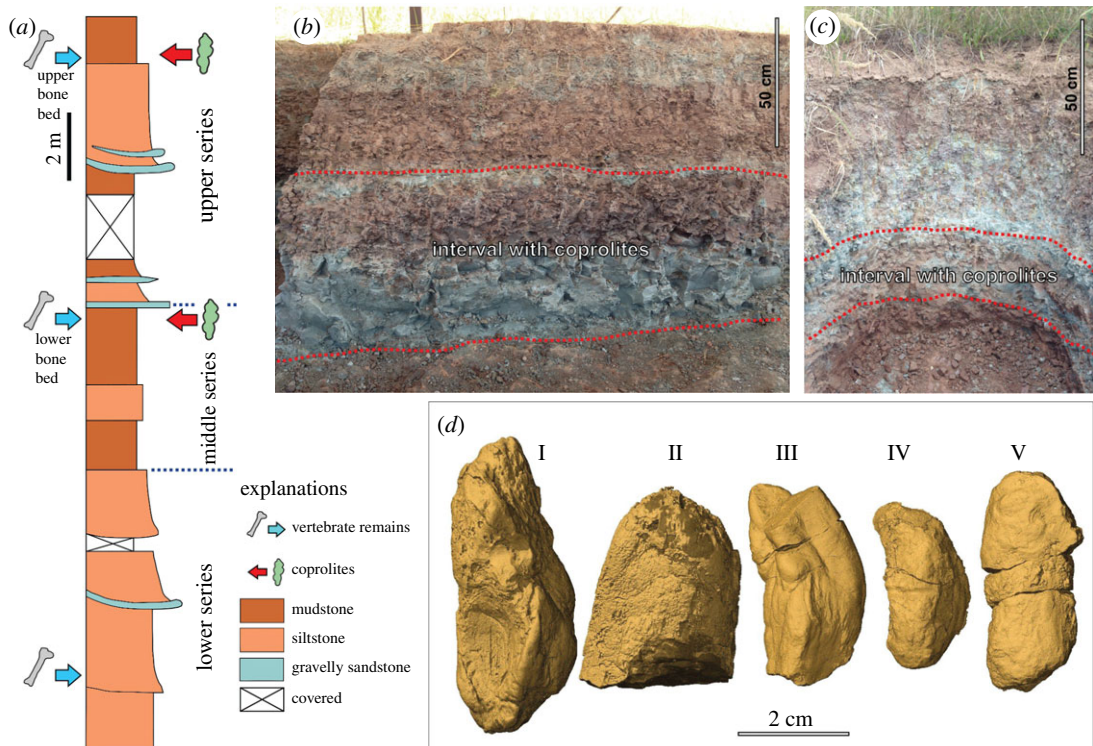 (a)
upper
bone
bed
2 m
upper series
lower
bone
bed
middle series
lower series
explanations
vertebrate remains
coprolites
mudstone
siltstone
gravelly sandstone
covered
(b)
50 cm
interval with coprolites
(c)
50 cm
interval with coprolites
(d)
I II III IV V
2 cm